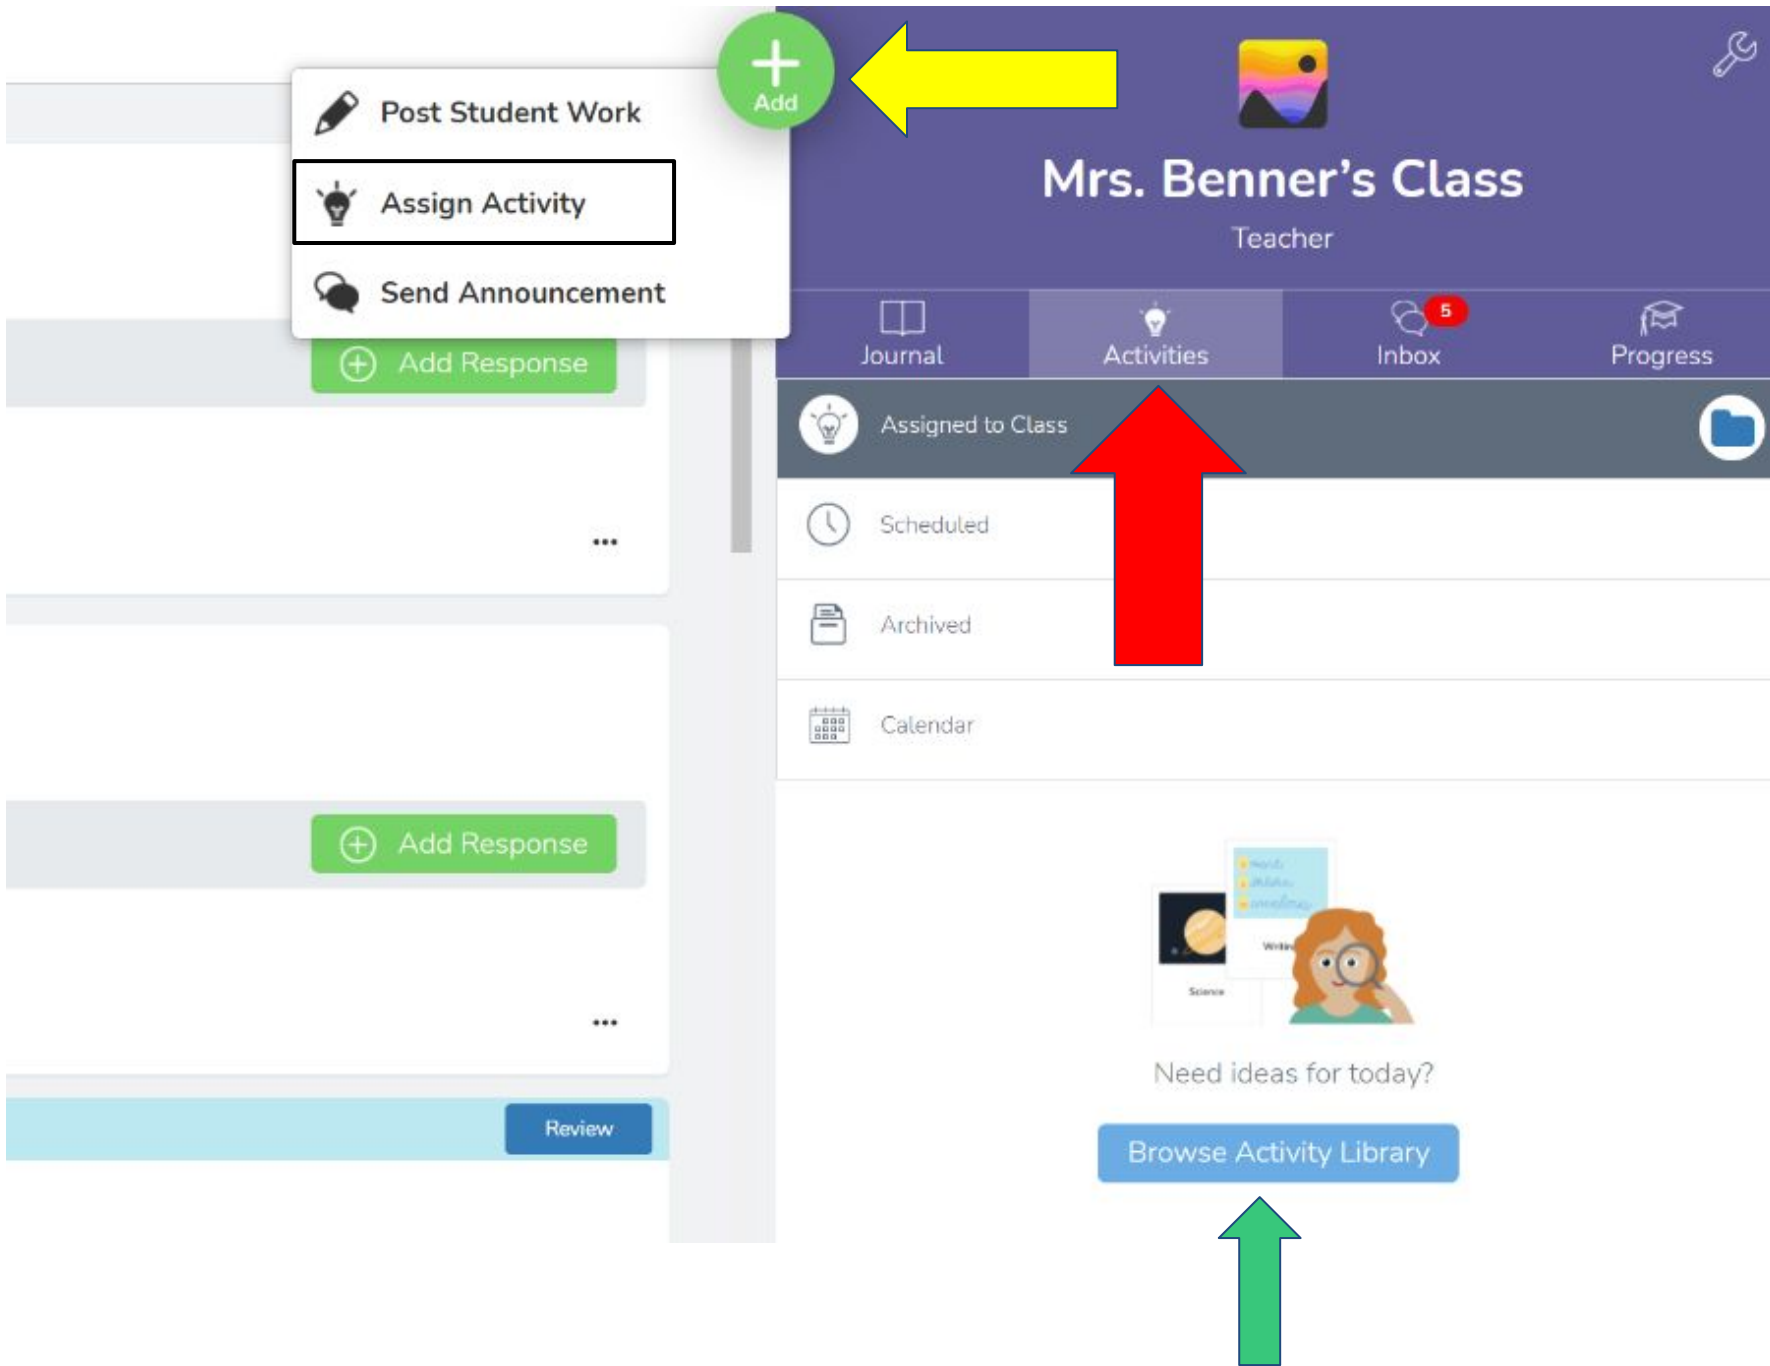 Add
Post Student Work
Assign Activity
Send Announcement
Add Response
Add Response
Review
Mrs. Benner's Class
Teacher
Journal
Activities
5
Inbox
Progress
Assigned to Class
Scheduled
Archived
Calendar
Science
Need ideas for today?
Browse Activity Library